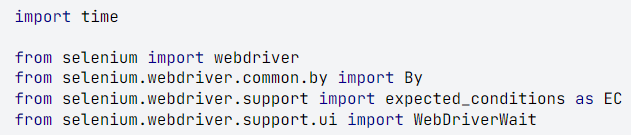 import time
from selenium import webdriver
from selenium.webdriver.common.by import By
from selenium.webdriver.support import expected_conditions as EC
from selenium.webdriver.support.ui import WebDriverWait